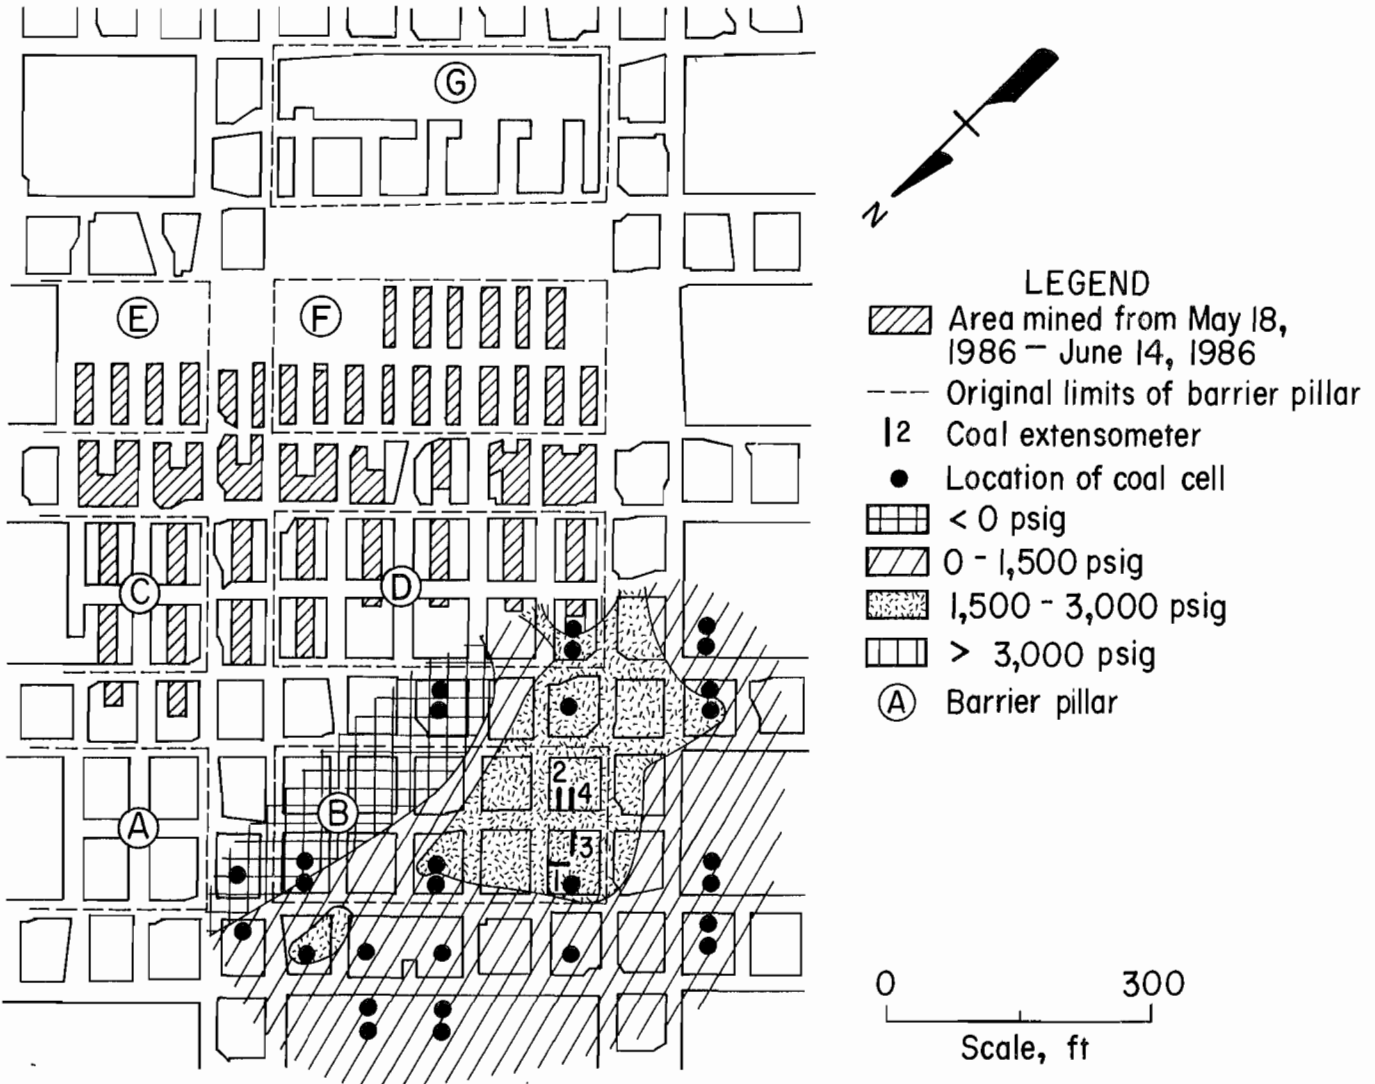 G
N
E
F
LEGEND
Area mined from May 18,
1986 – June 14, 1986
Original limits of barrier pillar
2 Coal extensometer
Location of coal cell
< 0 psig
0 - 1,500 psig
1,500 - 3,000 psig
> 3,000 psig
A Barrier pillar
C
D
2
4
B
A
3
1
0 300
Scale, ft